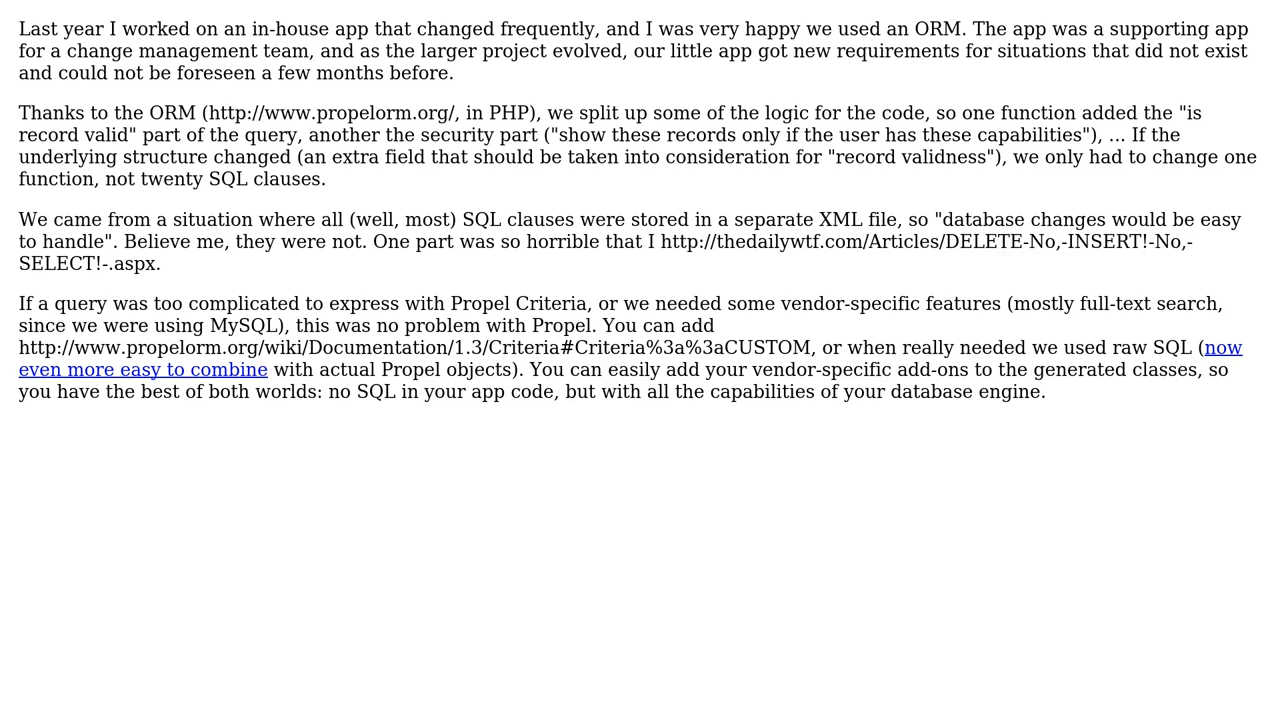 Last year I worked on an in-house app that changed frequently, and I was very happy we used an ORM. The app was a supporting app
for a change management team, and as the larger project evolved, our little app got new requirements for situations that did not exist
and could not be foreseen a few months before.
Thanks to the ORM (http://www.propelorm.org/, in PHP), we split up some of the logic for the code, so one function added the "is
record valid" part of the query, another the security part ("show these records only if the user has these capabilities"), ... If the
underlying structure changed (an extra field that should be taken into consideration for "record validness"), we only had to change one
function, not twenty SQL clauses.
We came from a situation where all (well, most) SQL clauses were stored in a separate XML file, so "database changes would be easy
to handle". Believe me, they were not. One part was so horrible that I http://thedailywtf.com/Articles/DELETE-No,-INSERT!-No,-
SELECT!-.aspx.
If a query was too complicated to express with Propel Criteria, or we needed some vendor-specific features (mostly full-text search,
since we were using MySQL), this was no problem with Propel. You can add
http://www.propelorm.org/wiki/Documentation/1.3/Criteria#Criteria%3a%3aCUSTOM, or when really needed we used raw SQL (now
even more easy to combine with actual Propel objects). You can easily add your vendor-specific add-ons to the generated classes, so
you have the best of both worlds: no SQL in your app code, but with all the capabilities of your database engine.